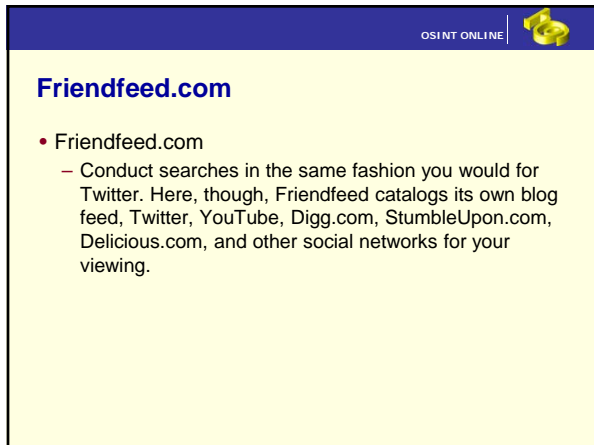 OSINT ONLINE
Friendfeed.com
• Friendfeed.com
– Conduct searches in the same fashion you would for
Twitter. Here, though, Friendfeed catalogs its own blog
feed, Twitter, YouTube, Digg.com, StumbleUpon.com,
Delicious.com, and other social networks for your
viewing.